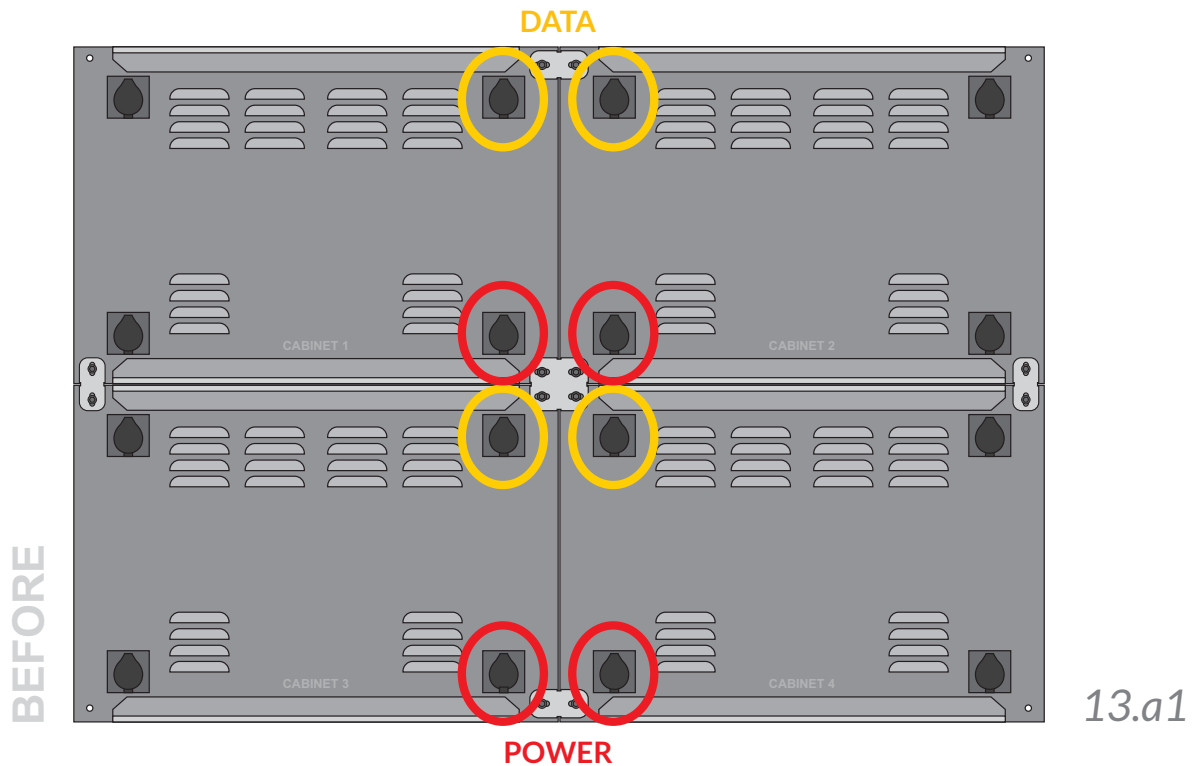 DATA
CABINET 1
CABINET 2
BEFORE
CABINET 3
CABINET 4
13.a1
POWER